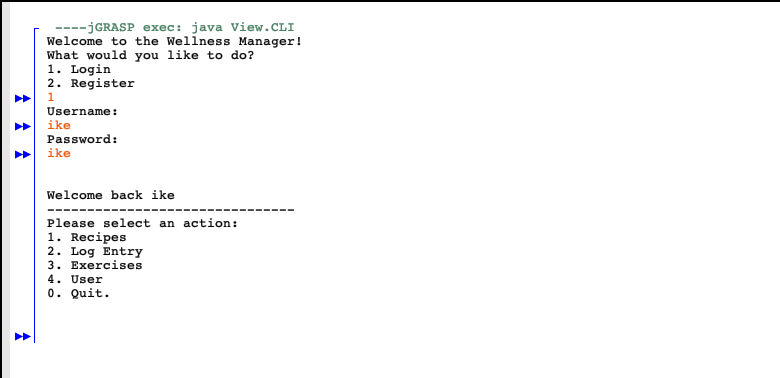 ----jGRASP exec: java View.CLI
Welcome to the Wellness Manager!
What would you like to do?
1. Login
2. Register
1
Username:
ike
Password:
ike
Welcome back ike
-------------------------------
Please select an action:
1. Recipes
2. Log Entry
3. Exercises
4. User
0. Quit.